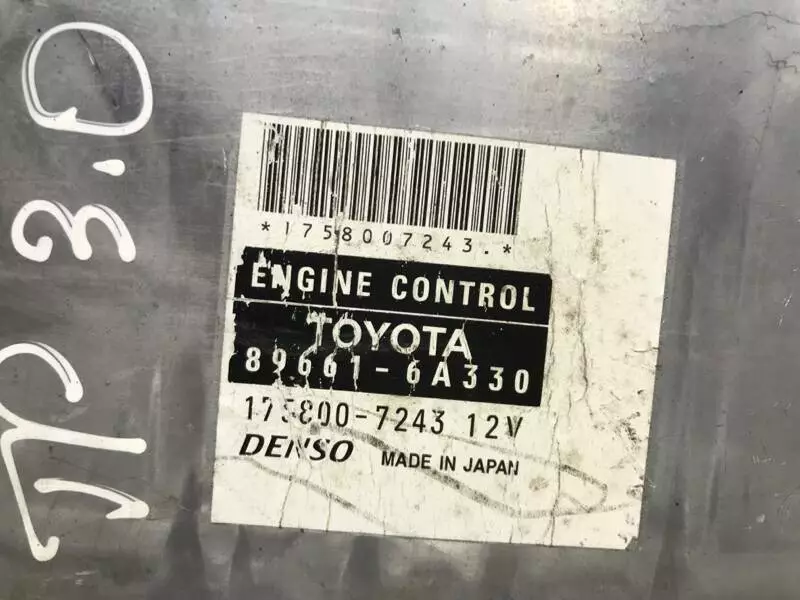 *1758007243.*
ENGINE CONTROL
TOYOTA
89661-6A330
175800-7243 12V
DENSO MADE IN JAPAN
3.0